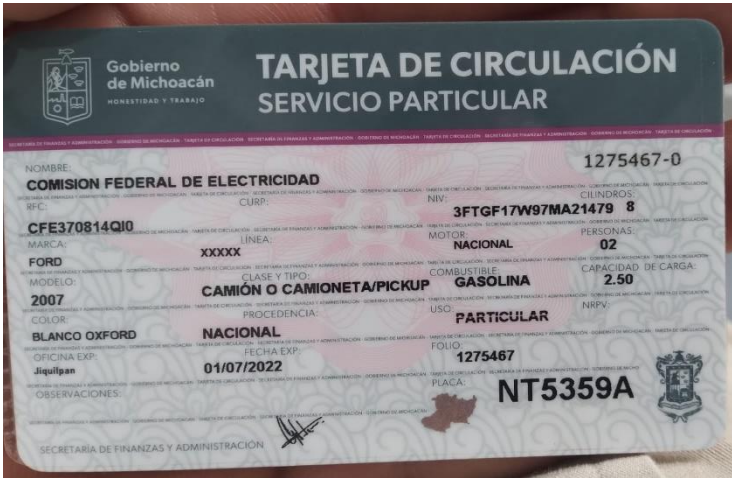 Gobierno
de Michoacán
HONESTIDAD Y TRABAJO
TARJETA DE CIRCULACIÓN
SERVICIO PARTICULAR
1275467-0
NOMBRE:
COMISION FEDERAL DE ELECTRICIDAD
RFC: CURP: NIV: CILINDROS:
CFE370814QI0 3FTGF17W97MA21479 8
MARCA: LÍNEA: MOTOR: PERSONAS:
FORD XXXXX NACIONAL 02
MODELO: CLASE Y TIPO: COMBUSTIBLE: CAPACIDAD DE CARGA:
2007 CAMIÓN O CAMIONETA/PICKUP GASOLINA 2.50
COLOR: PROCEDENCIA: USO: NRPV:
BLANCO OXFORD NACIONAL PARTICULAR
OFICINA EXP: FECHA EXP: FOLIO:
Jiquilpan 01/07/2022 1275467
OBSERVACIONES: PLACA: NT5359A
SECRETARÍA DE FINANZAS Y ADMINISTRACIÓN